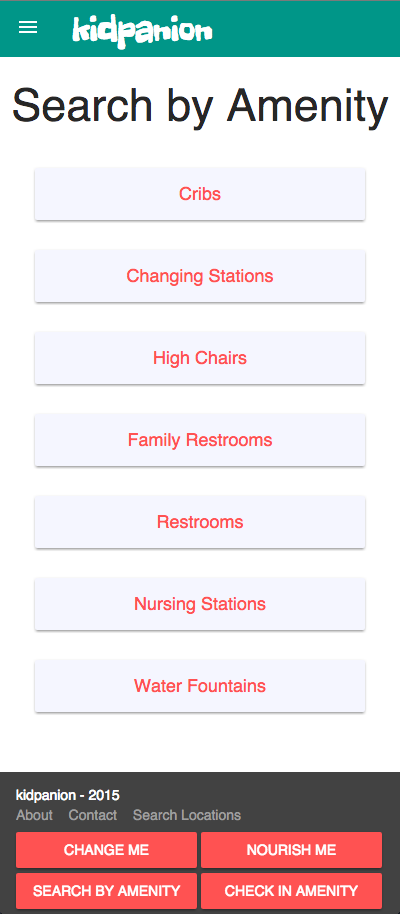 kidpanion
Search by Amenity
Cribs
Changing Stations
High Chairs
Family Restrooms
Restrooms
Nursing Stations
Water Fountains
kidpanion - 2015
About Contact Search Locations
CHANGE ME NOURISH ME
SEARCH BY AMENITY CHECK IN AMENITY